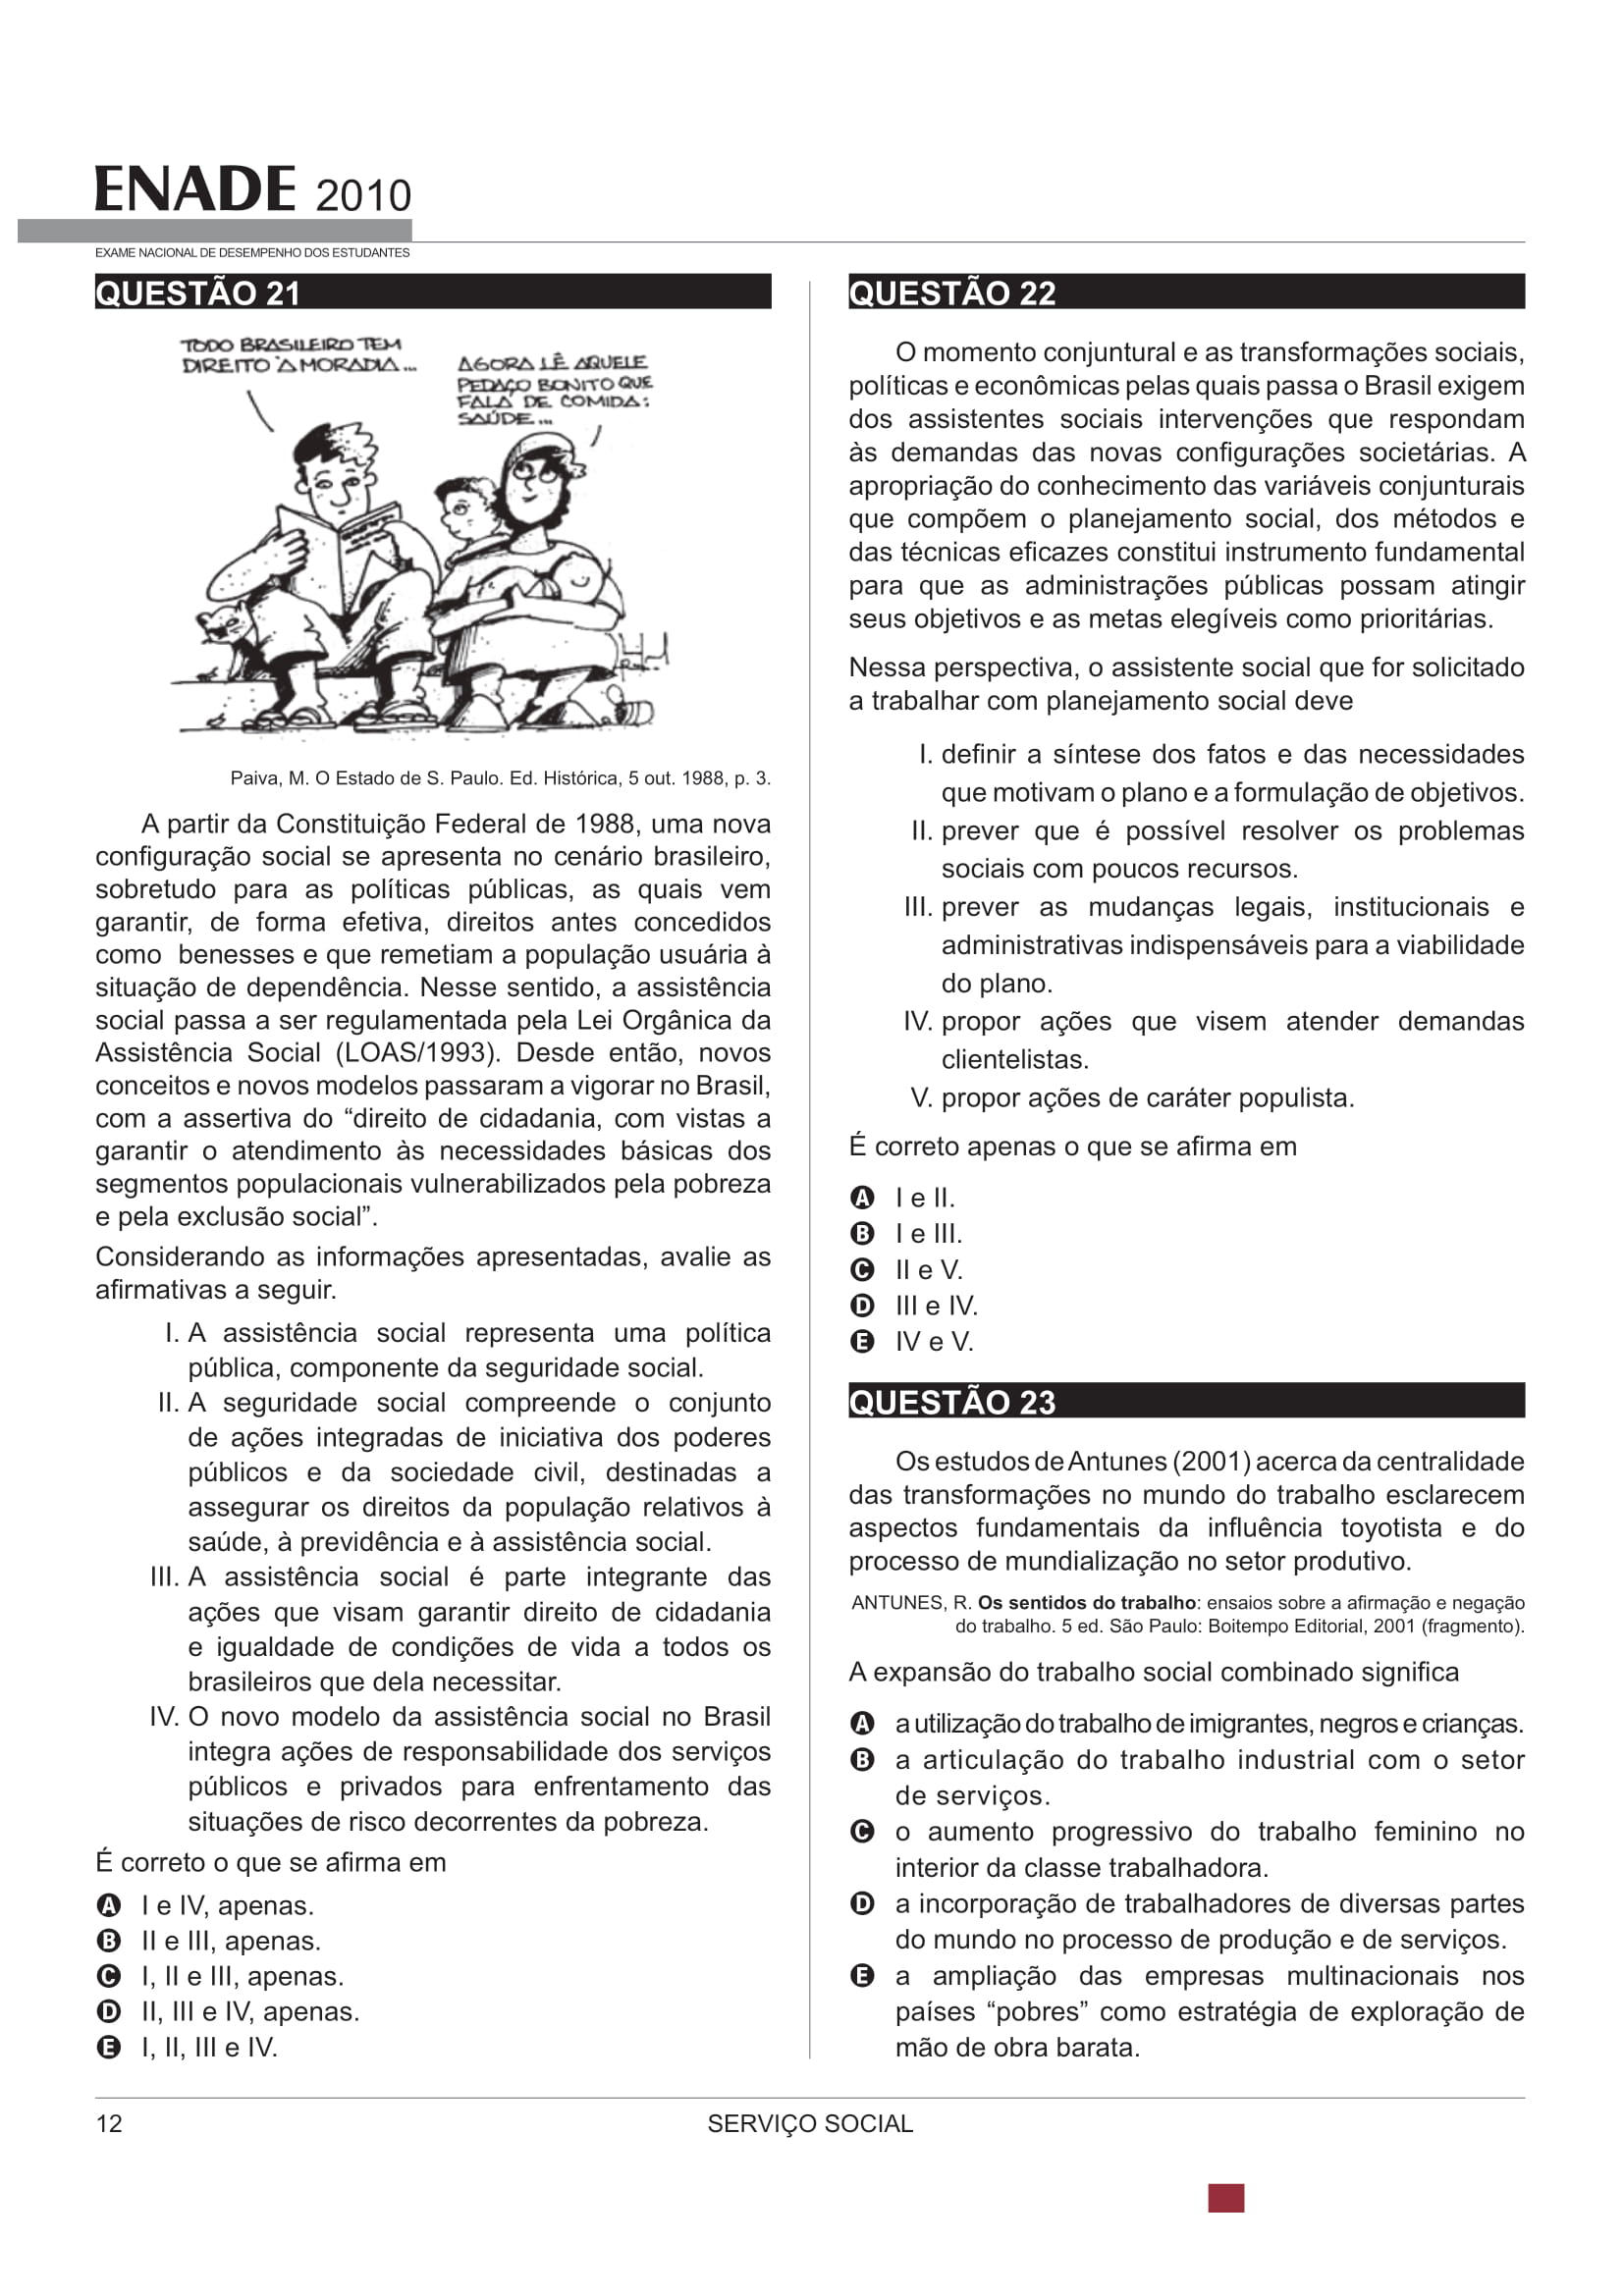 ENADE 2010
EXAME NACIONAL DE DESEMPENHO DOS ESTUDANTES
QUESTÃO 21
TODO BRASILEIRO TEM
DIREITO À MORADIA...
AGORA LÊ AQUELE
PEDAÇO BONITO QUE
FALA DE COMIDA;
SAÚDE...
Paiva, M. O Estado de S. Paulo. Ed. Histórica, 5 out. 1988, p. 3.
A partir da Constituição Federal de 1988, uma nova
configuração social se apresenta no cenário brasileiro,
sobretudo para as políticas públicas, as quais vem
garantir, de forma efetiva, direitos antes concedidos
como benesses e que remetiam a população usuária à
situação de dependência. Nesse sentido, a assistência
social passa a ser regulamentada pela Lei Orgânica da
Assistência Social (LOAS/1993). Desde então, novos
conceitos e novos modelos passaram a vigorar no Brasil,
com a assertiva do “direito de cidadania, com vistas a
garantir o atendimento às necessidades básicas dos
segmentos populacionais vulnerabilizados pela pobreza
e pela exclusão social”.
Considerando as informações apresentadas, avalie as
afirmativas a seguir.
I. A assistência social representa uma política
pública, componente da seguridade social.
II. A seguridade social compreende o conjunto
de ações integradas de iniciativa dos poderes
públicos e da sociedade civil, destinadas a
assegurar os direitos da população relativos à
saúde, à previdência e à assistência social.
III. A assistência social é parte integrante das
ações que visam garantir direito de cidadania
e igualdade de condições de vida a todos os
brasileiros que dela necessitar.
IV. O novo modelo da assistência social no Brasil
integra ações de responsabilidade dos serviços
públicos e privados para enfrentamento das
situações de risco decorrentes da pobreza.
É correto o que se afirma em
A I e IV, apenas.
B II e III, apenas.
C I, II e III, apenas.
D II, III e IV, apenas.
E I, II, III e IV.
QUESTÃO 22
O momento conjuntural e as transformações sociais,
políticas e econômicas pelas quais passa o Brasil exigem
dos assistentes sociais intervenções que respondam
às demandas das novas configurações societárias. A
apropriação do conhecimento das variáveis conjunturais
que compõem o planejamento social, dos métodos e
das técnicas eficazes constitui instrumento fundamental
para que as administrações públicas possam atingir
seus objetivos e as metas elegíveis como prioritárias.
Nessa perspectiva, o assistente social que for solicitado
a trabalhar com planejamento social deve
I. definir a síntese dos fatos e das necessidades
que motivam o plano e a formulação de objetivos.
II. prever que é possível resolver os problemas
sociais com poucos recursos.
III. prever as mudanças legais, institucionais e
administrativas indispensáveis para a viabilidade
do plano.
IV. propor ações que visem atender demandas
clientelistas.
V. propor ações de caráter populista.
É correto apenas o que se afirma em
A I e II.
B I e III.
C II e V.
D III e IV.
E IV e V.
QUESTÃO 23
Os estudos de Antunes (2001) acerca da centralidade
das transformações no mundo do trabalho esclarecem
aspectos fundamentais da influência toyotista e do
processo de mundialização no setor produtivo.
ANTUNES, R. Os sentidos do trabalho: ensaios sobre a afirmação e negação
do trabalho. 5 ed. São Paulo: Boitempo Editorial, 2001 (fragmento).
A expansão do trabalho social combinado significa
A a utilização do trabalho de imigrantes, negros e crianças.
B a articulação do trabalho industrial com o setor
de serviços.
C o aumento progressivo do trabalho feminino no
interior da classe trabalhadora.
D a incorporação de trabalhadores de diversas partes
do mundo no processo de produção e de serviços.
E a ampliação das empresas multinacionais nos
países “pobres” como estratégia de exploração de
mão de obra barata.
12
SERVIÇO SOCIAL